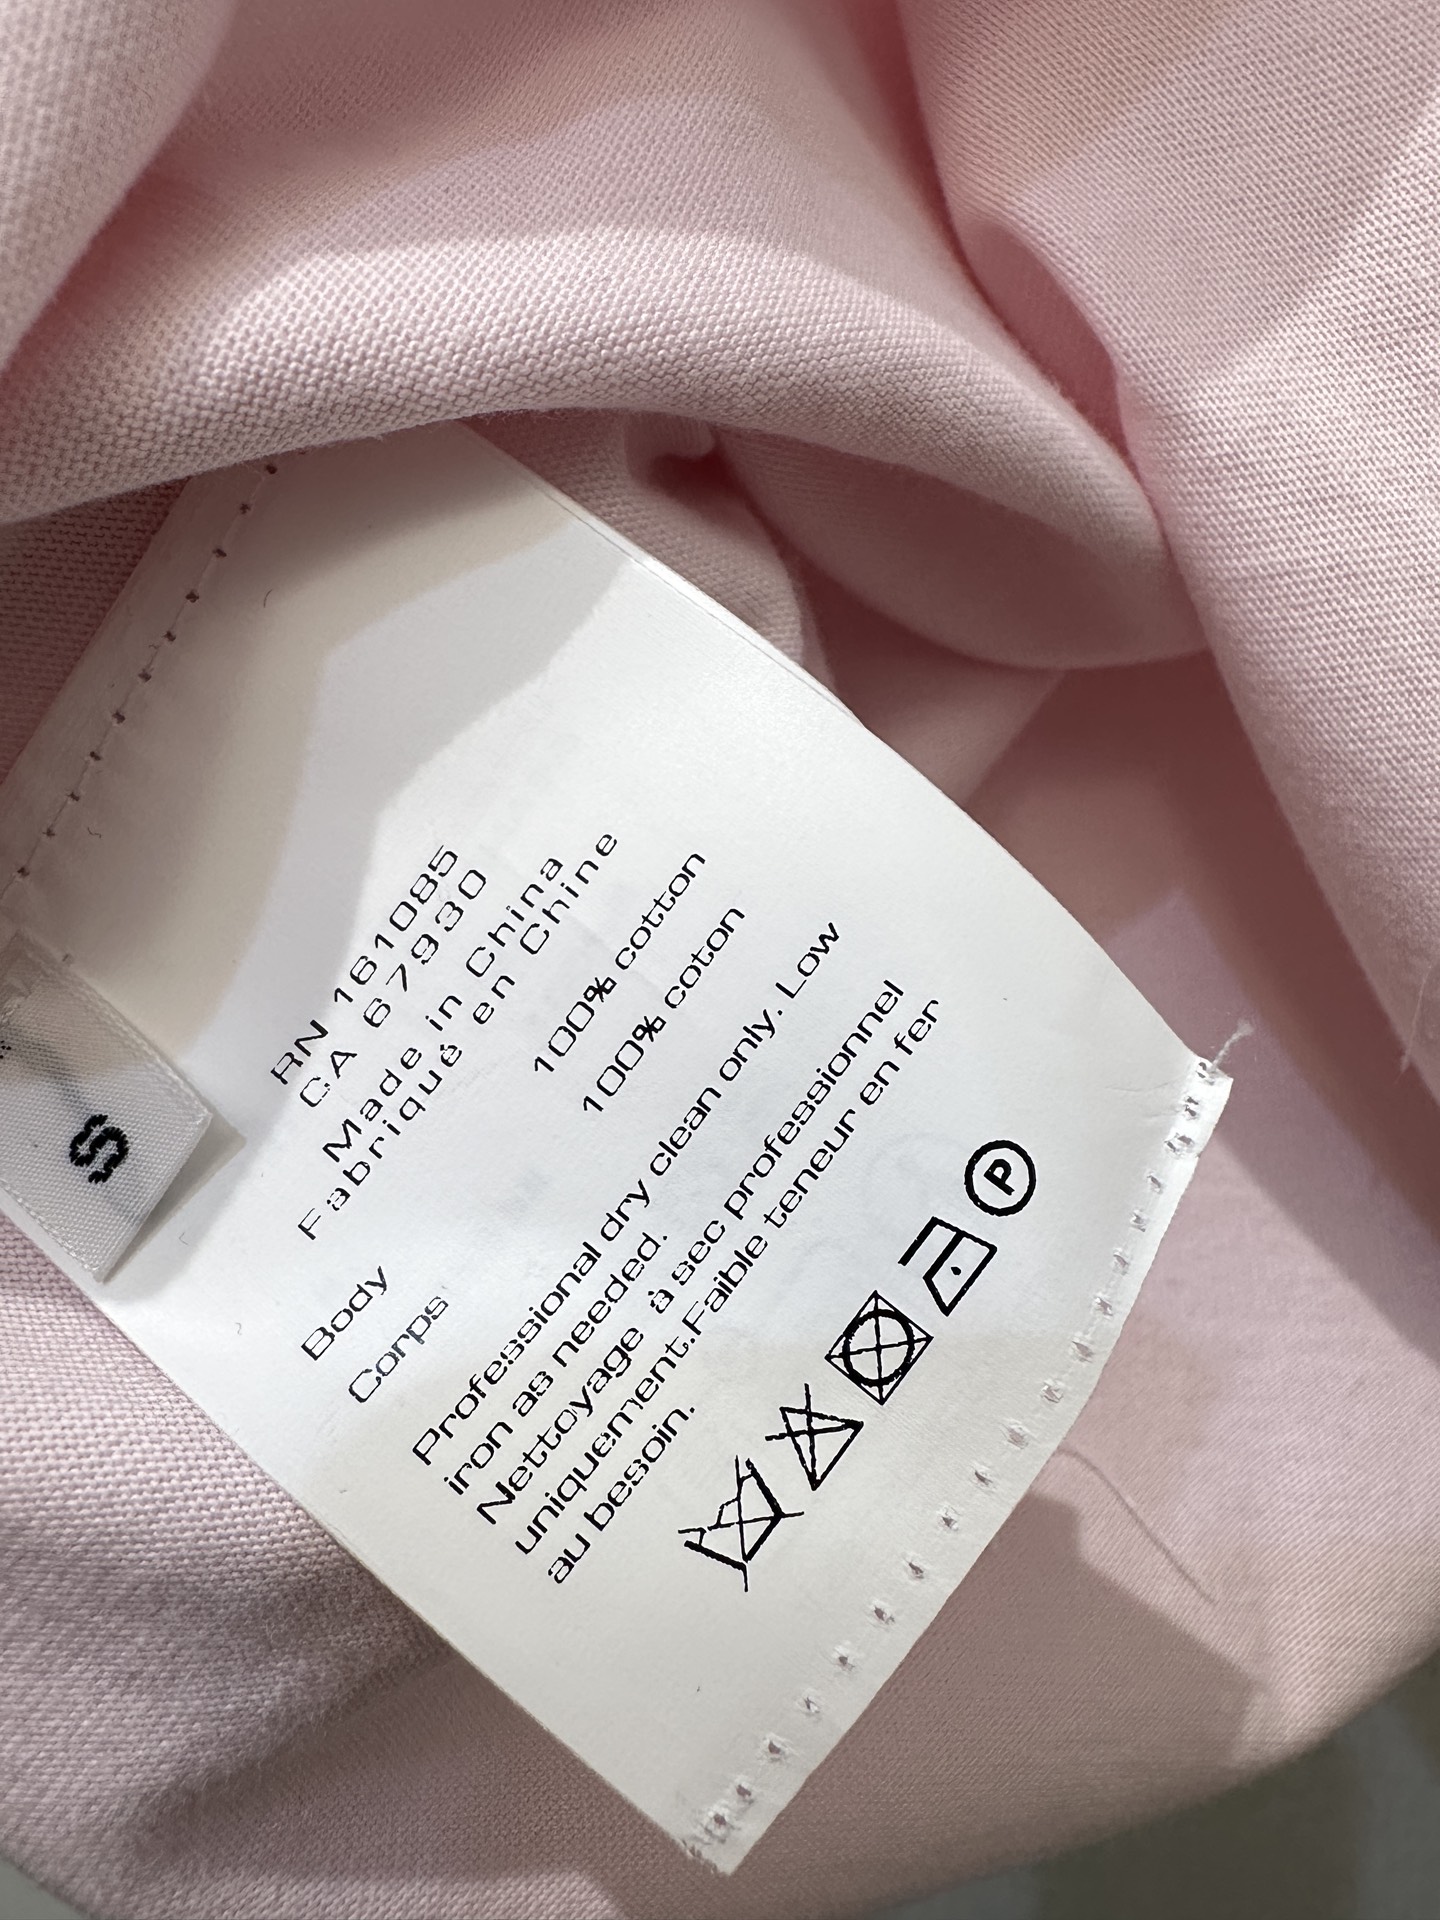 RN 161085
CA 67930
Made in China
Fabriqué en Chine
Body 100% cotton
Corps 100% coton
Professional dry clean only. Low
iron as needed.
Nettoyage à sec professionnel
uniquement.Faible teneur en fer
au besoin.
P
S